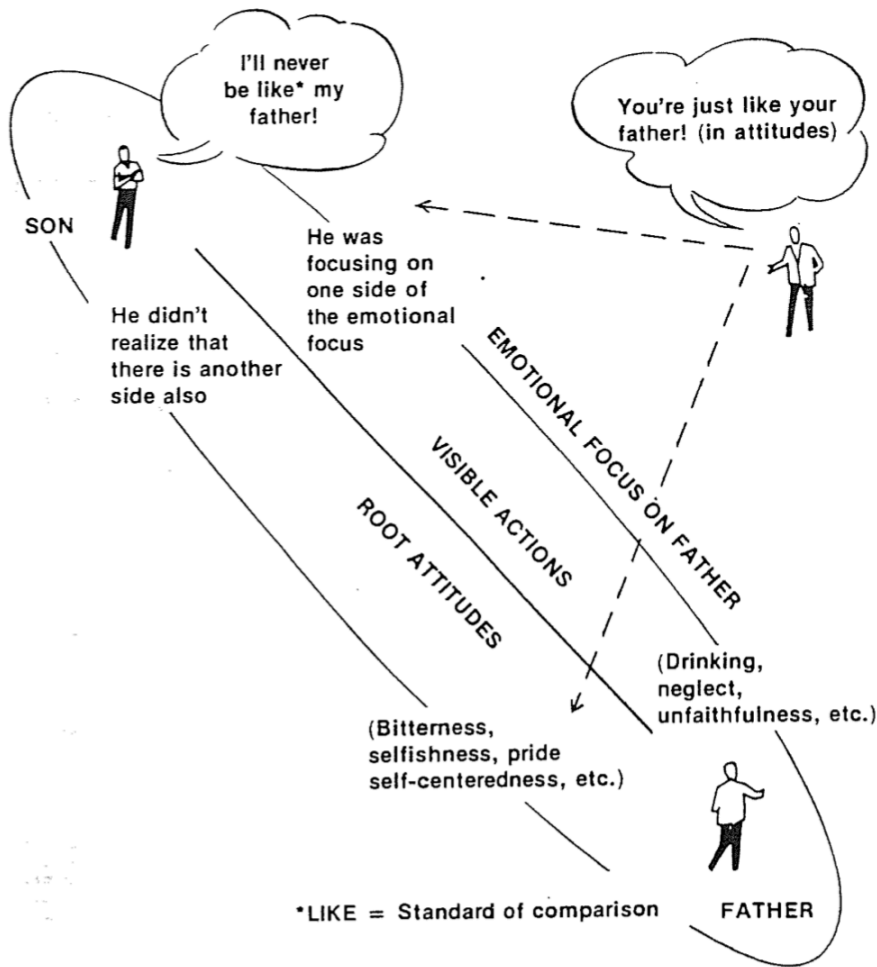 I'll never
be like* my
father!
You're just like your
father! (in attitudes)
SON
He was
focusing on
one side of
the emotional
focus
He didn't
realize that
there is another
side also
EMOTIONAL FOCUS ON FATHER
VISIBLE ACTIONS
ROOT ATTITUDES
(Drinking,
neglect,
unfaithfulness, etc.)
(Bitterness,
selfishness, pride
self-centeredness, etc.)
*LIKE = Standard of comparison
FATHER